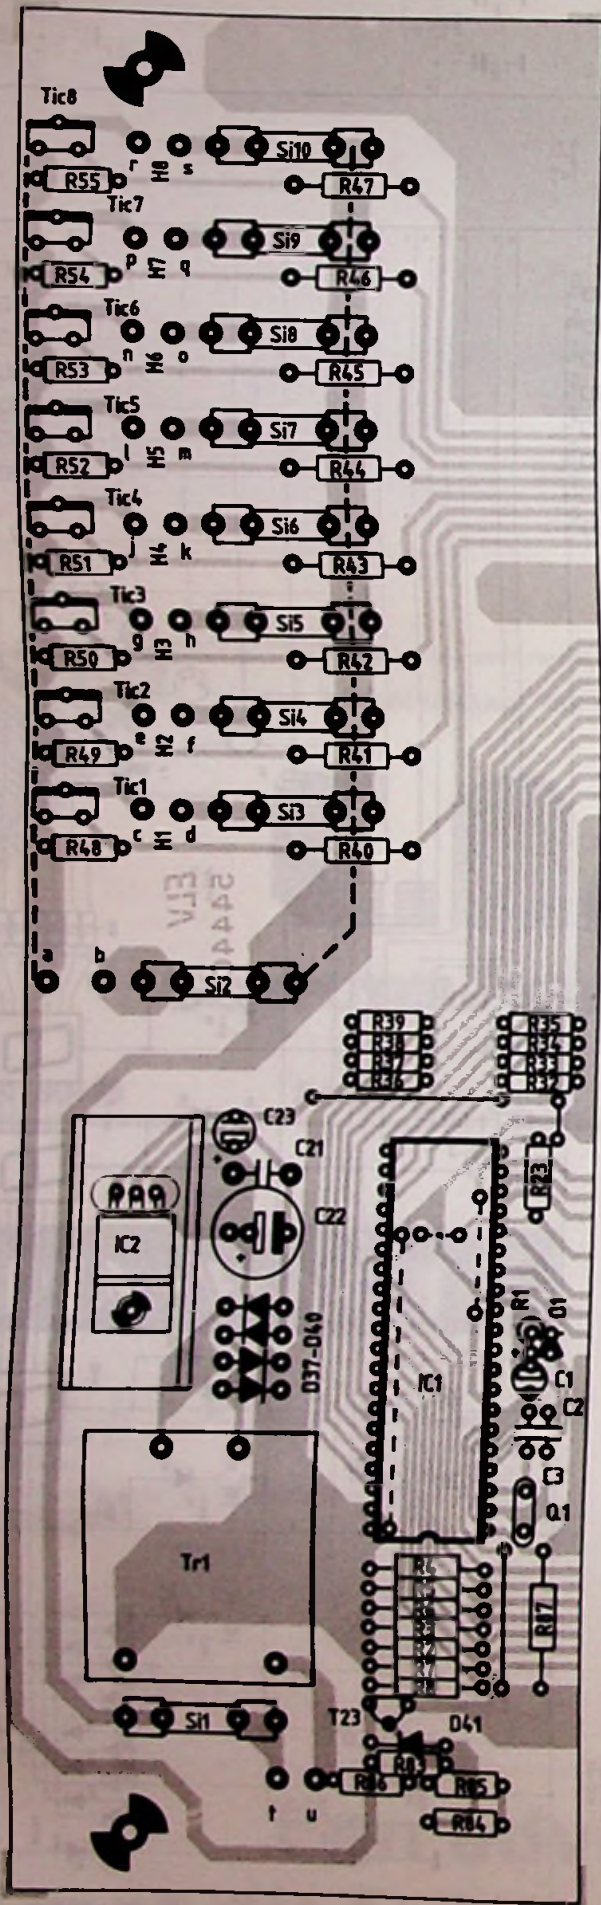 Tic8
r H8 s
Si10
R55
R47
Tic7
p H7 q
Si9
R54
R46
Tic6
n H6 o
Si8
R53
R45
Tic5
l H5 m
Si7
R52
R44
Tic4
j H4 k
Si6
R51
R43
Tic3
g H3 h
Si5
R50
R42
Tic2
e H2 f
Si4
R49
R41
Tic1
c H1 d
Si3
R48
R40
ELV
a b
Si2
R39
R38
R37
R36
R35
R34
R33
R32
C23
+
C21
R23
C22
+
IC2
R1
D1
+
D37-D40
IC1
C1
C2
C3
Q1
Tr1
R87
Si1
T23
D41
R83
R86
R85
t u
R84